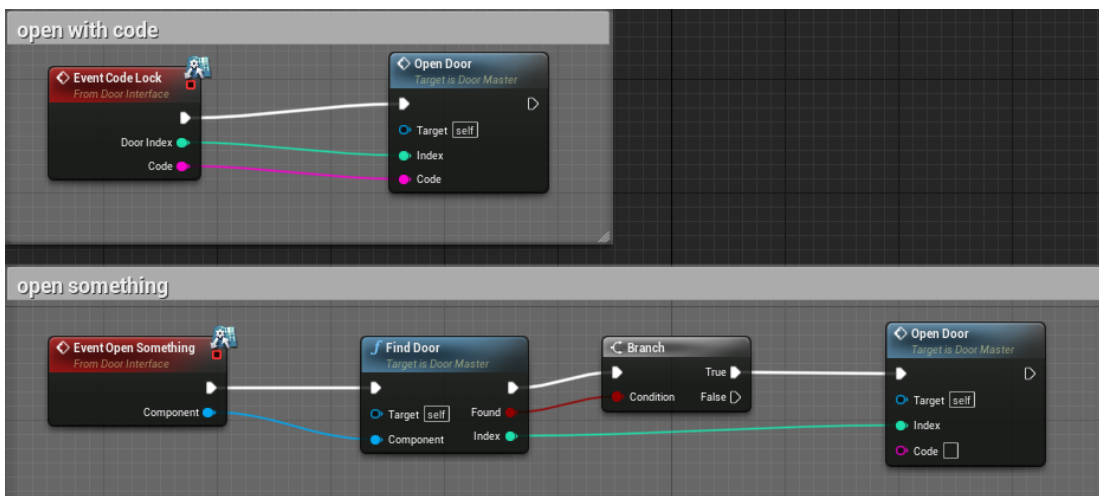 open with code
Event Code Lock
From Door Interface
Door Index
Code
Open Door
Target is Door Master
Target self
Index
Code
open something
Event Open Something
From Door Interface
Component
Find Door
Target is Door Master
Target self Found
Component Index
Branch
True
Condition False
Open Door
Target is Door Master
Target self
Index
Code